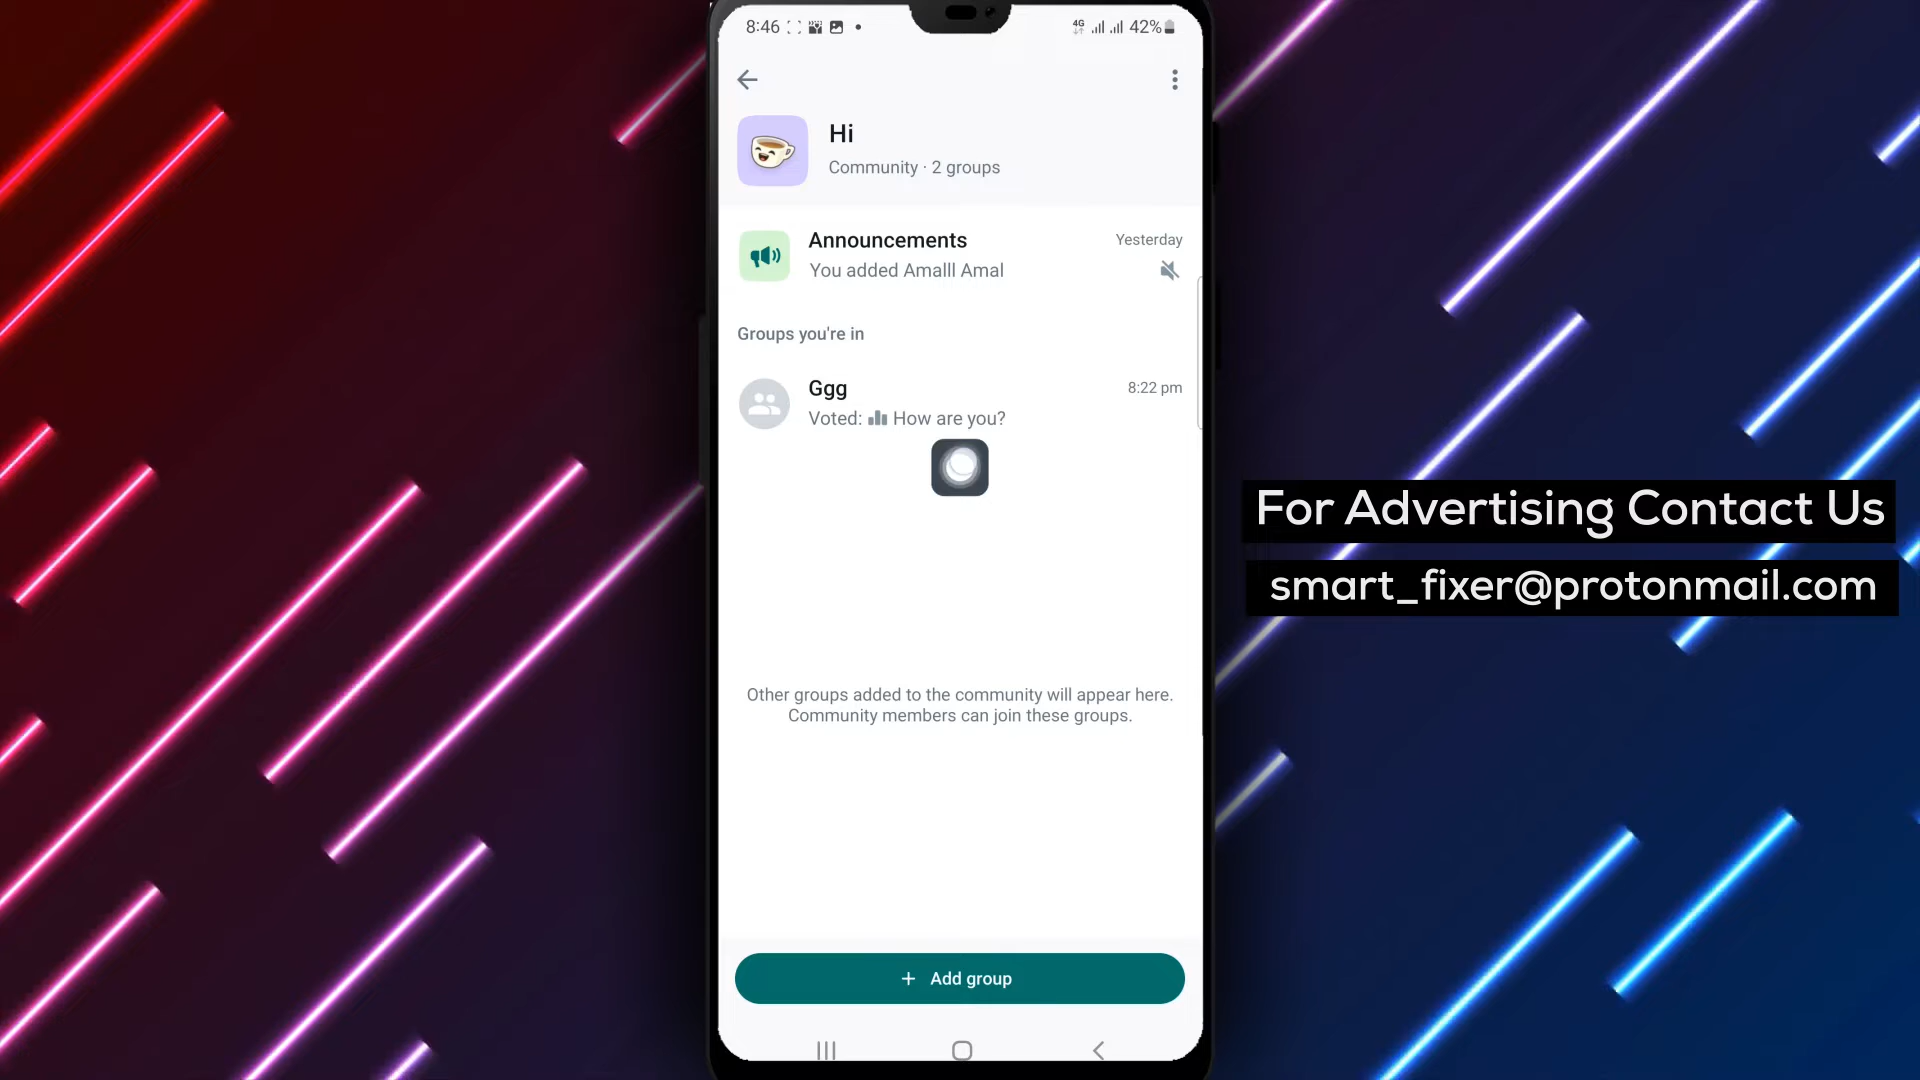 8:46
4G 42%
Hi
Community · 2 groups
Announcements
Yesterday
You added Amalll Amal
Groups you're in
Ggg
8:22 pm
Voted: How are you?
For Advertising Contact Us
smart_fixer@protonmail.com
Other groups added to the community will appear here.
Community members can join these groups.
+ Add group